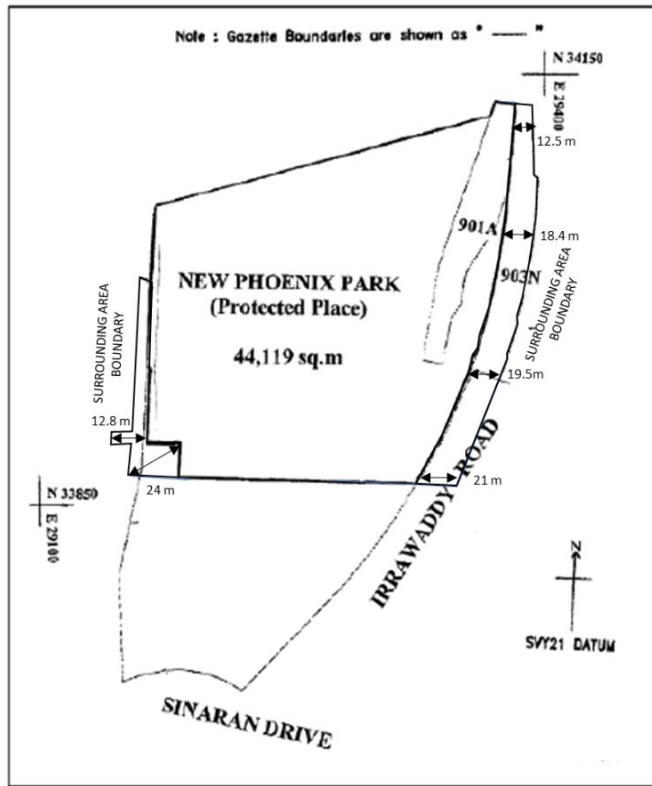 Note : Gazette Boundaries are shown as " —— "
N 34150
E 29400
12.5 m
901A
18.4 m
903N
NEW PHOENIX PARK
(Protected Place)
44,119 sq.m
SURROUNDING AREA
BOUNDARY
SURROUNDING AREA
BOUNDARY
19.5m
12.8 m
24 m
21 m
N 33850
E 29100
IRRAWADDY ROAD
N
SVY21 DATUM
SINARAN DRIVE